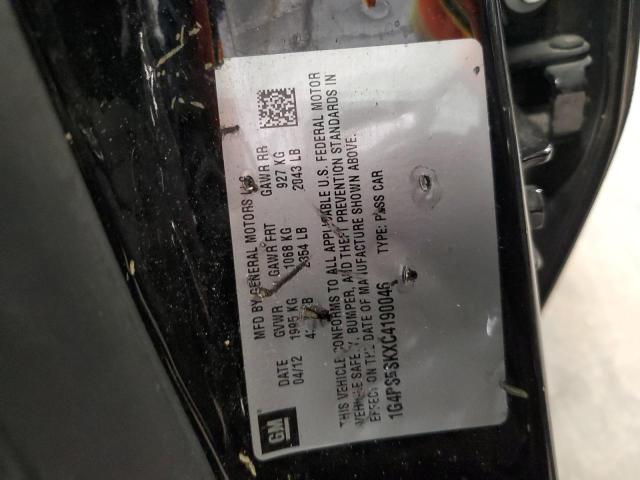 GM
MFD BY GENERAL MOTORS
DATE GVWR GAWR FRT GAWR RR
04/12 1995 KG 1068 KG 927 KG
2354 LB 2043 LB
THIS VEHICLE CONFORMS TO ALL APPLICABLE U.S. FEDERAL MOTOR
VEHICLE SAFETY, BUMPER, AND THEFT PREVENTION STANDARDS IN
EFFECT ON THE DATE OF MANUFACTURE SHOWN ABOVE.
1G4PS5SKXC4190046 TYPE: PASS CAR